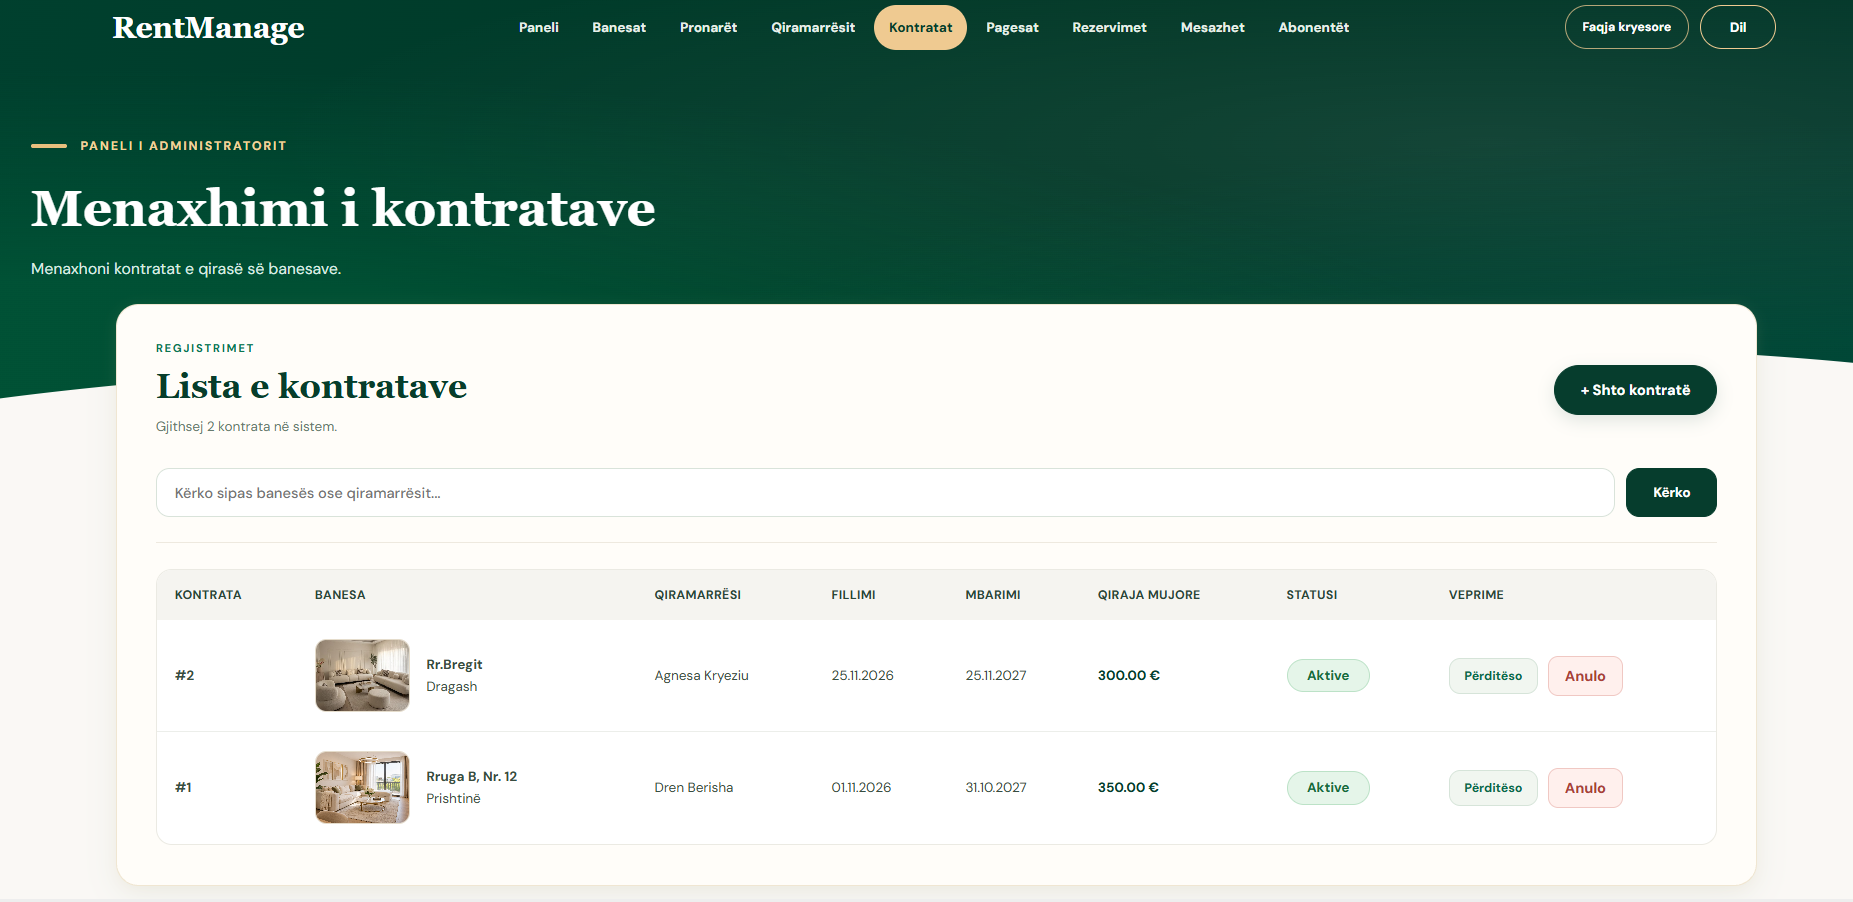 RentManage
Paneli Banesat Pronarët Qiramarrësit Kontratat Pagesat Rezervimet Mesazhet Abonentët
Faqja kryesore Dil
PANELI I ADMINISTRATORIT
Menaxhimi i kontratave
Menaxhoni kontratat e qirasë së banesave.
REGJISTRIMET
Lista e kontratave
Gjithsej 2 kontrata në sistem.
+ Shto kontratë
Kërko sipas banesës ose qiramarrësit...
Kërko
KONTRATA BANESA QIRAMARRËSI FILLIMI MBARIMI QIRAJA MUJORE STATUSI VEPRIME
#2 Rr.Bregit Dragash Agnesa Kryeziu 25.11.2026 25.11.2027 300.00 € Aktive Përditëso Anulo
#1 Rruga B, Nr. 12 Prishtinë Dren Berisha 01.11.2026 31.10.2027 350.00 € Aktive Përditëso Anulo